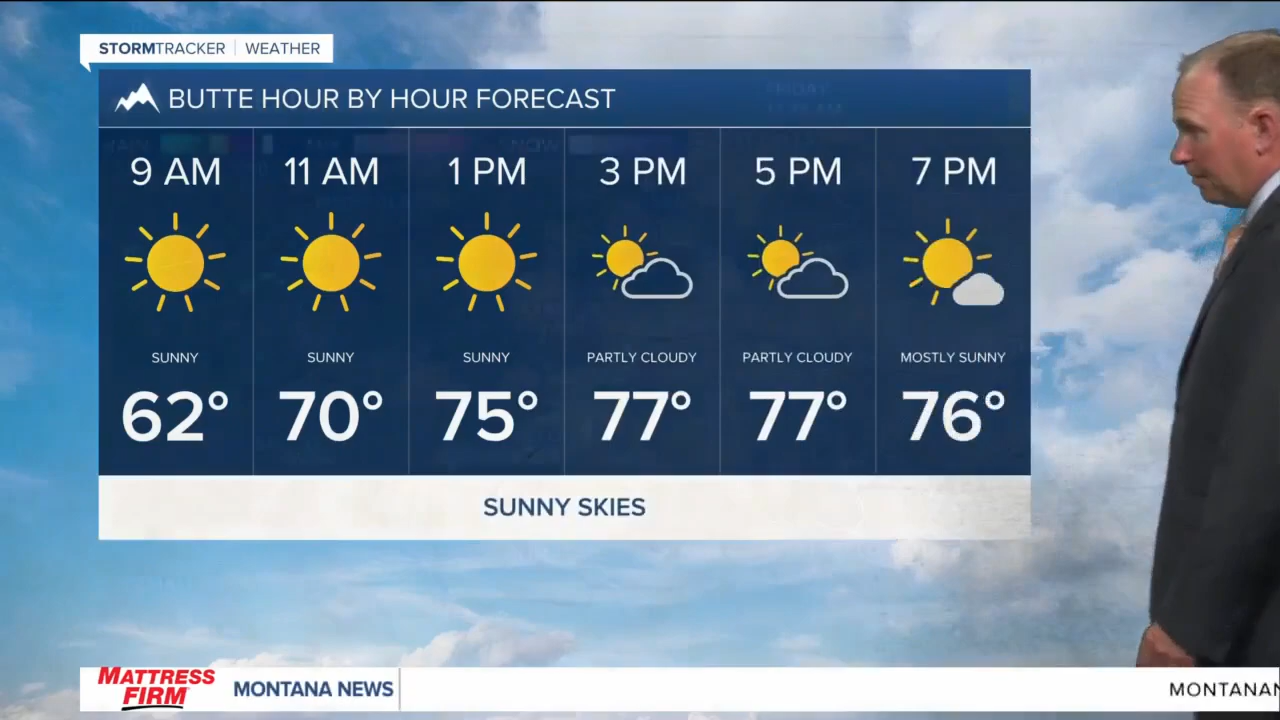 STORMTRACKER | WEATHER
BUTTE HOUR BY HOUR FORECAST
9 AM 11 AM 1 PM 3 PM 5 PM 7 PM
SUNNY SUNNY SUNNY PARTLY CLOUDY PARTLY CLOUDY MOSTLY SUNNY
62° 70° 75° 77° 77° 76°
SUNNY SKIES
MATTRESS
FIRM
MONTANA NEWS
MONTANAN